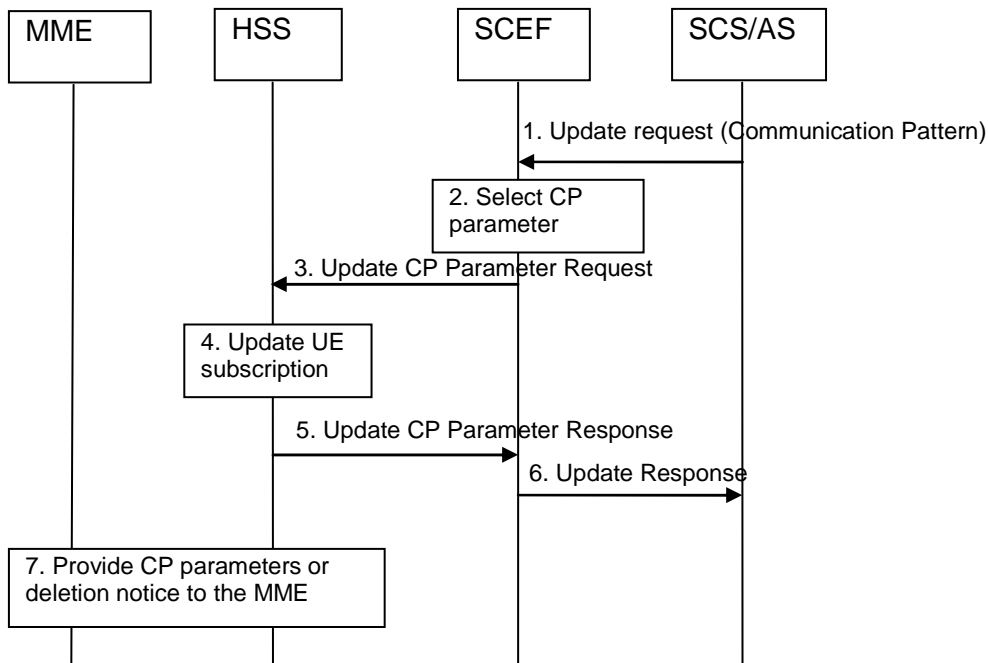 MME
HSS
SCEF
SCS/AS
1. Update request (Communication Pattern)
2. Select CP
parameter
3. Update CP Parameter Request
4. Update UE
subscription
5. Update CP Parameter Response
6. Update Response
7. Provide CP parameters or
deletion notice to the MME